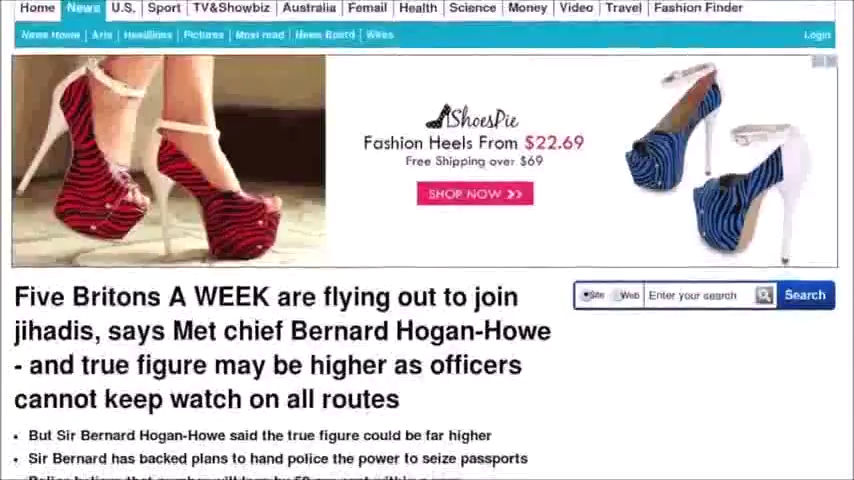 Home News U.S. Sport TV&Showbiz Australia Femail Health Science Money Video Travel Fashion Finder
News Home Arts Headlines Pictures Most read News Board Wires Login
ShoesPie
Fashion Heels From $22.69
Free Shipping over $69
SHOP NOW >>
Five Britons A WEEK are flying out to join
jihadis, says Met chief Bernard Hogan-Howe
- and true figure may be higher as officers
cannot keep watch on all routes
Site Web Enter your search Search
• But Sir Bernard Hogan-Howe said the true figure could be far higher
• Sir Bernard has backed plans to hand police the power to seize passports